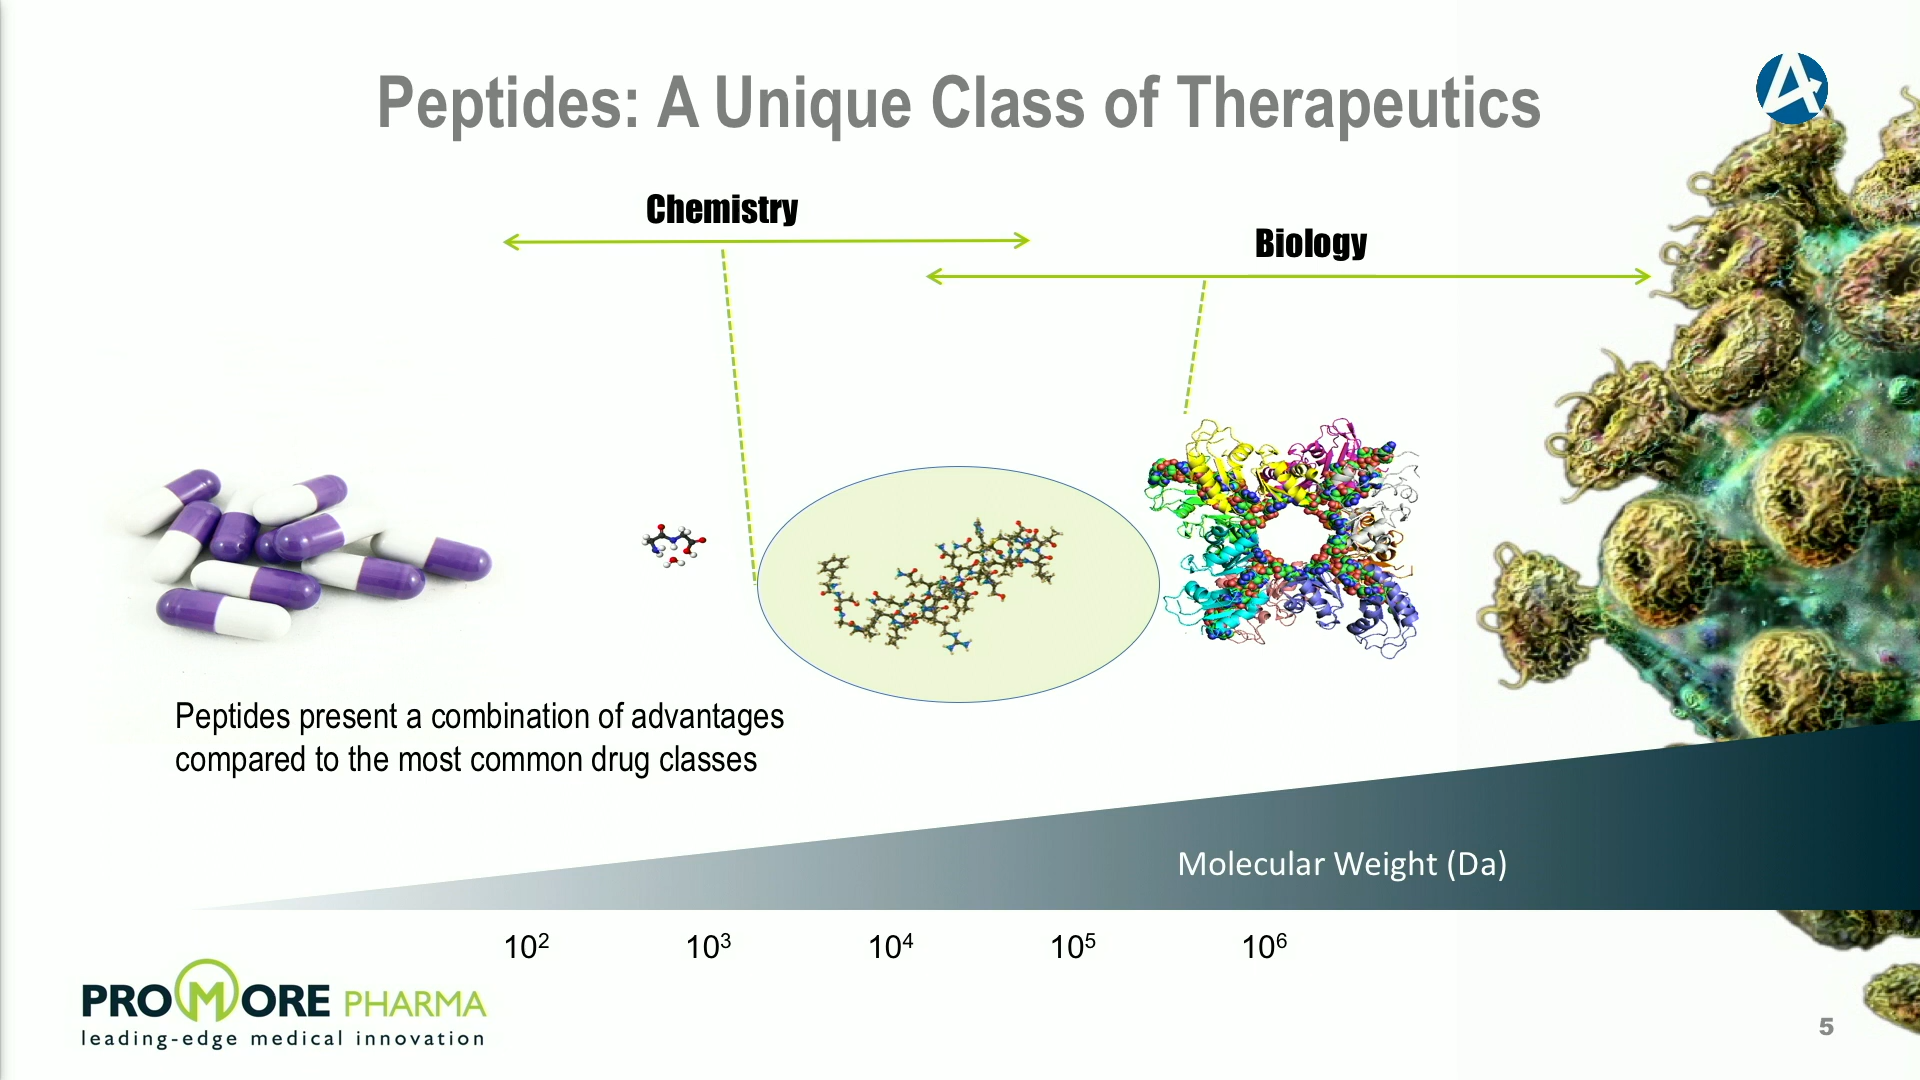 Peptides: A Unique Class of Therapeutics
Chemistry
Biology
Peptides present a combination of advantages
compared to the most common drug classes
Molecular Weight (Da)
10² 10³ 10⁴ 10⁵ 10⁶
PROMORE PHARMA
leading-edge medical innovation
5